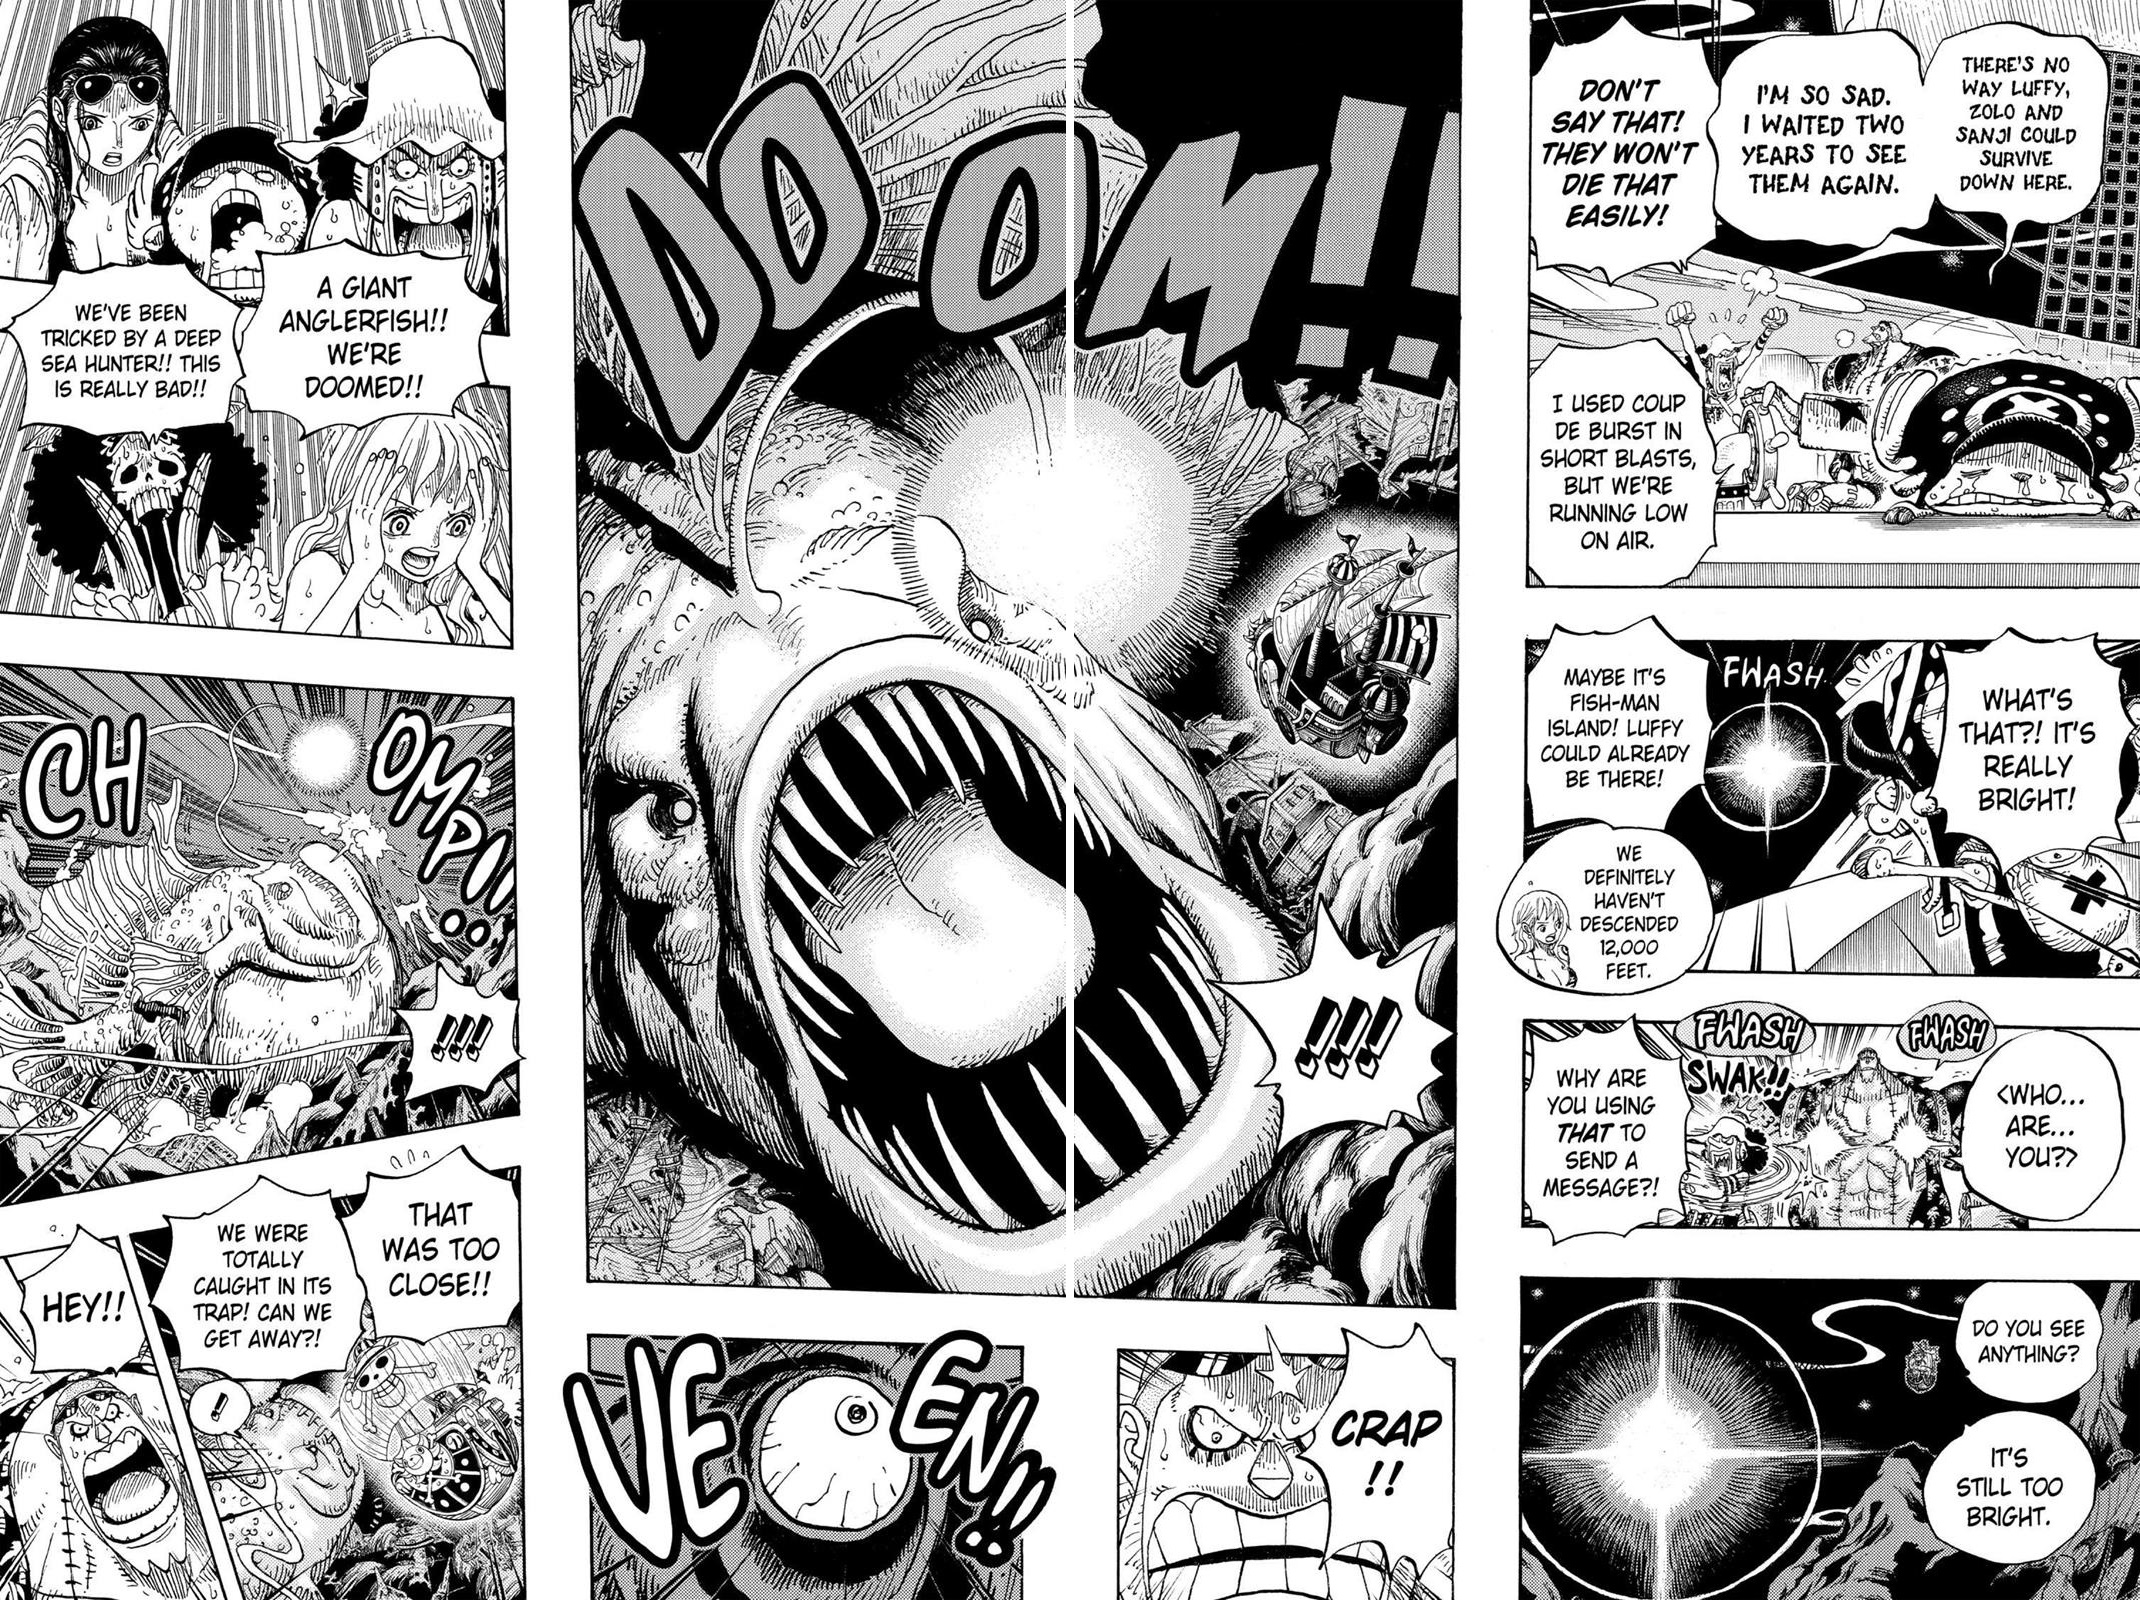 THERE'S NO
WAY LUFFY,
ZOLO AND
SANJI COULD
SURVIVE
DOWN HERE.
I'M SO SAD.
I WAITED TWO
YEARS TO SEE
THEM AGAIN.
DON'T
SAY THAT!
THEY WON'T
DIE THAT
EASILY!
I USED COUP
DE BURST IN
SHORT BLASTS,
BUT WE'RE
RUNNING LOW
ON AIR.
WHAT'S
THAT?! IT'S
REALLY
BRIGHT!
FWASH
MAYBE IT'S
FISH-MAN
ISLAND! LUFFY
COULD ALREADY
BE THERE!
WE
DEFINITELY
HAVEN'T
DESCENDED
12,000
FEET.
<WHO...
ARE...
YOU?>
FWASH
FWASH
SWAK!!
WHY ARE
YOU USING
THAT TO
SEND A
MESSAGE?!
DO YOU SEE
ANYTHING?
IT'S
STILL TOO
BRIGHT.
DOOM!!
!!!!
CRAP
!!
VEEN!!
A GIANT
ANGLERFISH!!
WE'RE
DOOMED!!
WE'VE BEEN
TRICKED BY A DEEP
SEA HUNTER!! THIS
IS REALLY BAD!!
CHOMP!!
!!!!
THAT
WAS TOO
CLOSE!!
WE WERE
TOTALLY
CAUGHT IN ITS
TRAP! CAN WE
GET AWAY?!
!
HEY!!